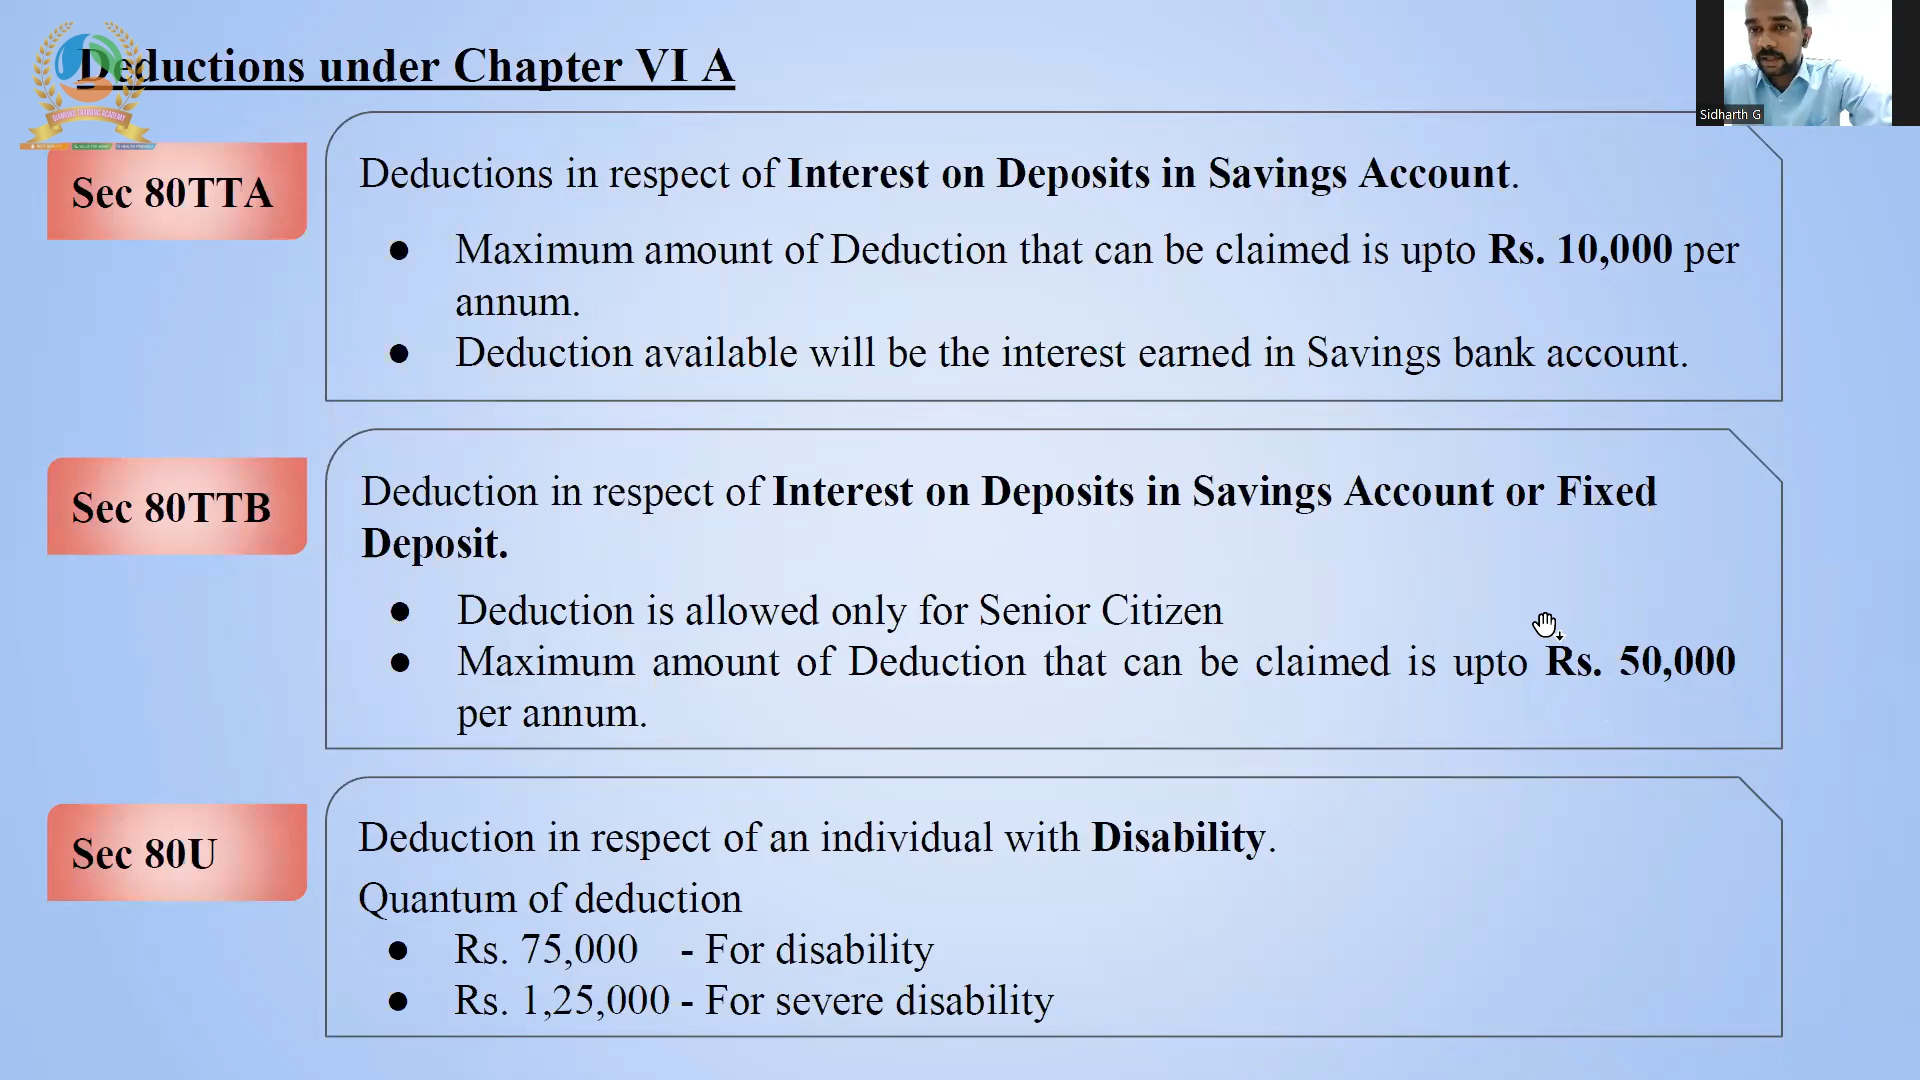 Deductions under Chapter VI A
Sidharth G
Sec 80TTA
Deductions in respect of Interest on Deposits in Savings Account.
● Maximum amount of Deduction that can be claimed is upto Rs. 10,000 per
annum.
● Deduction available will be the interest earned in Savings bank account.
Sec 80TTB
Deduction in respect of Interest on Deposits in Savings Account or Fixed
Deposit.
● Deduction is allowed only for Senior Citizen
● Maximum amount of Deduction that can be claimed is upto Rs. 50,000
per annum.
Sec 80U
Deduction in respect of an individual with Disability.
Quantum of deduction
● Rs. 75,000 - For disability
● Rs. 1,25,000 - For severe disability